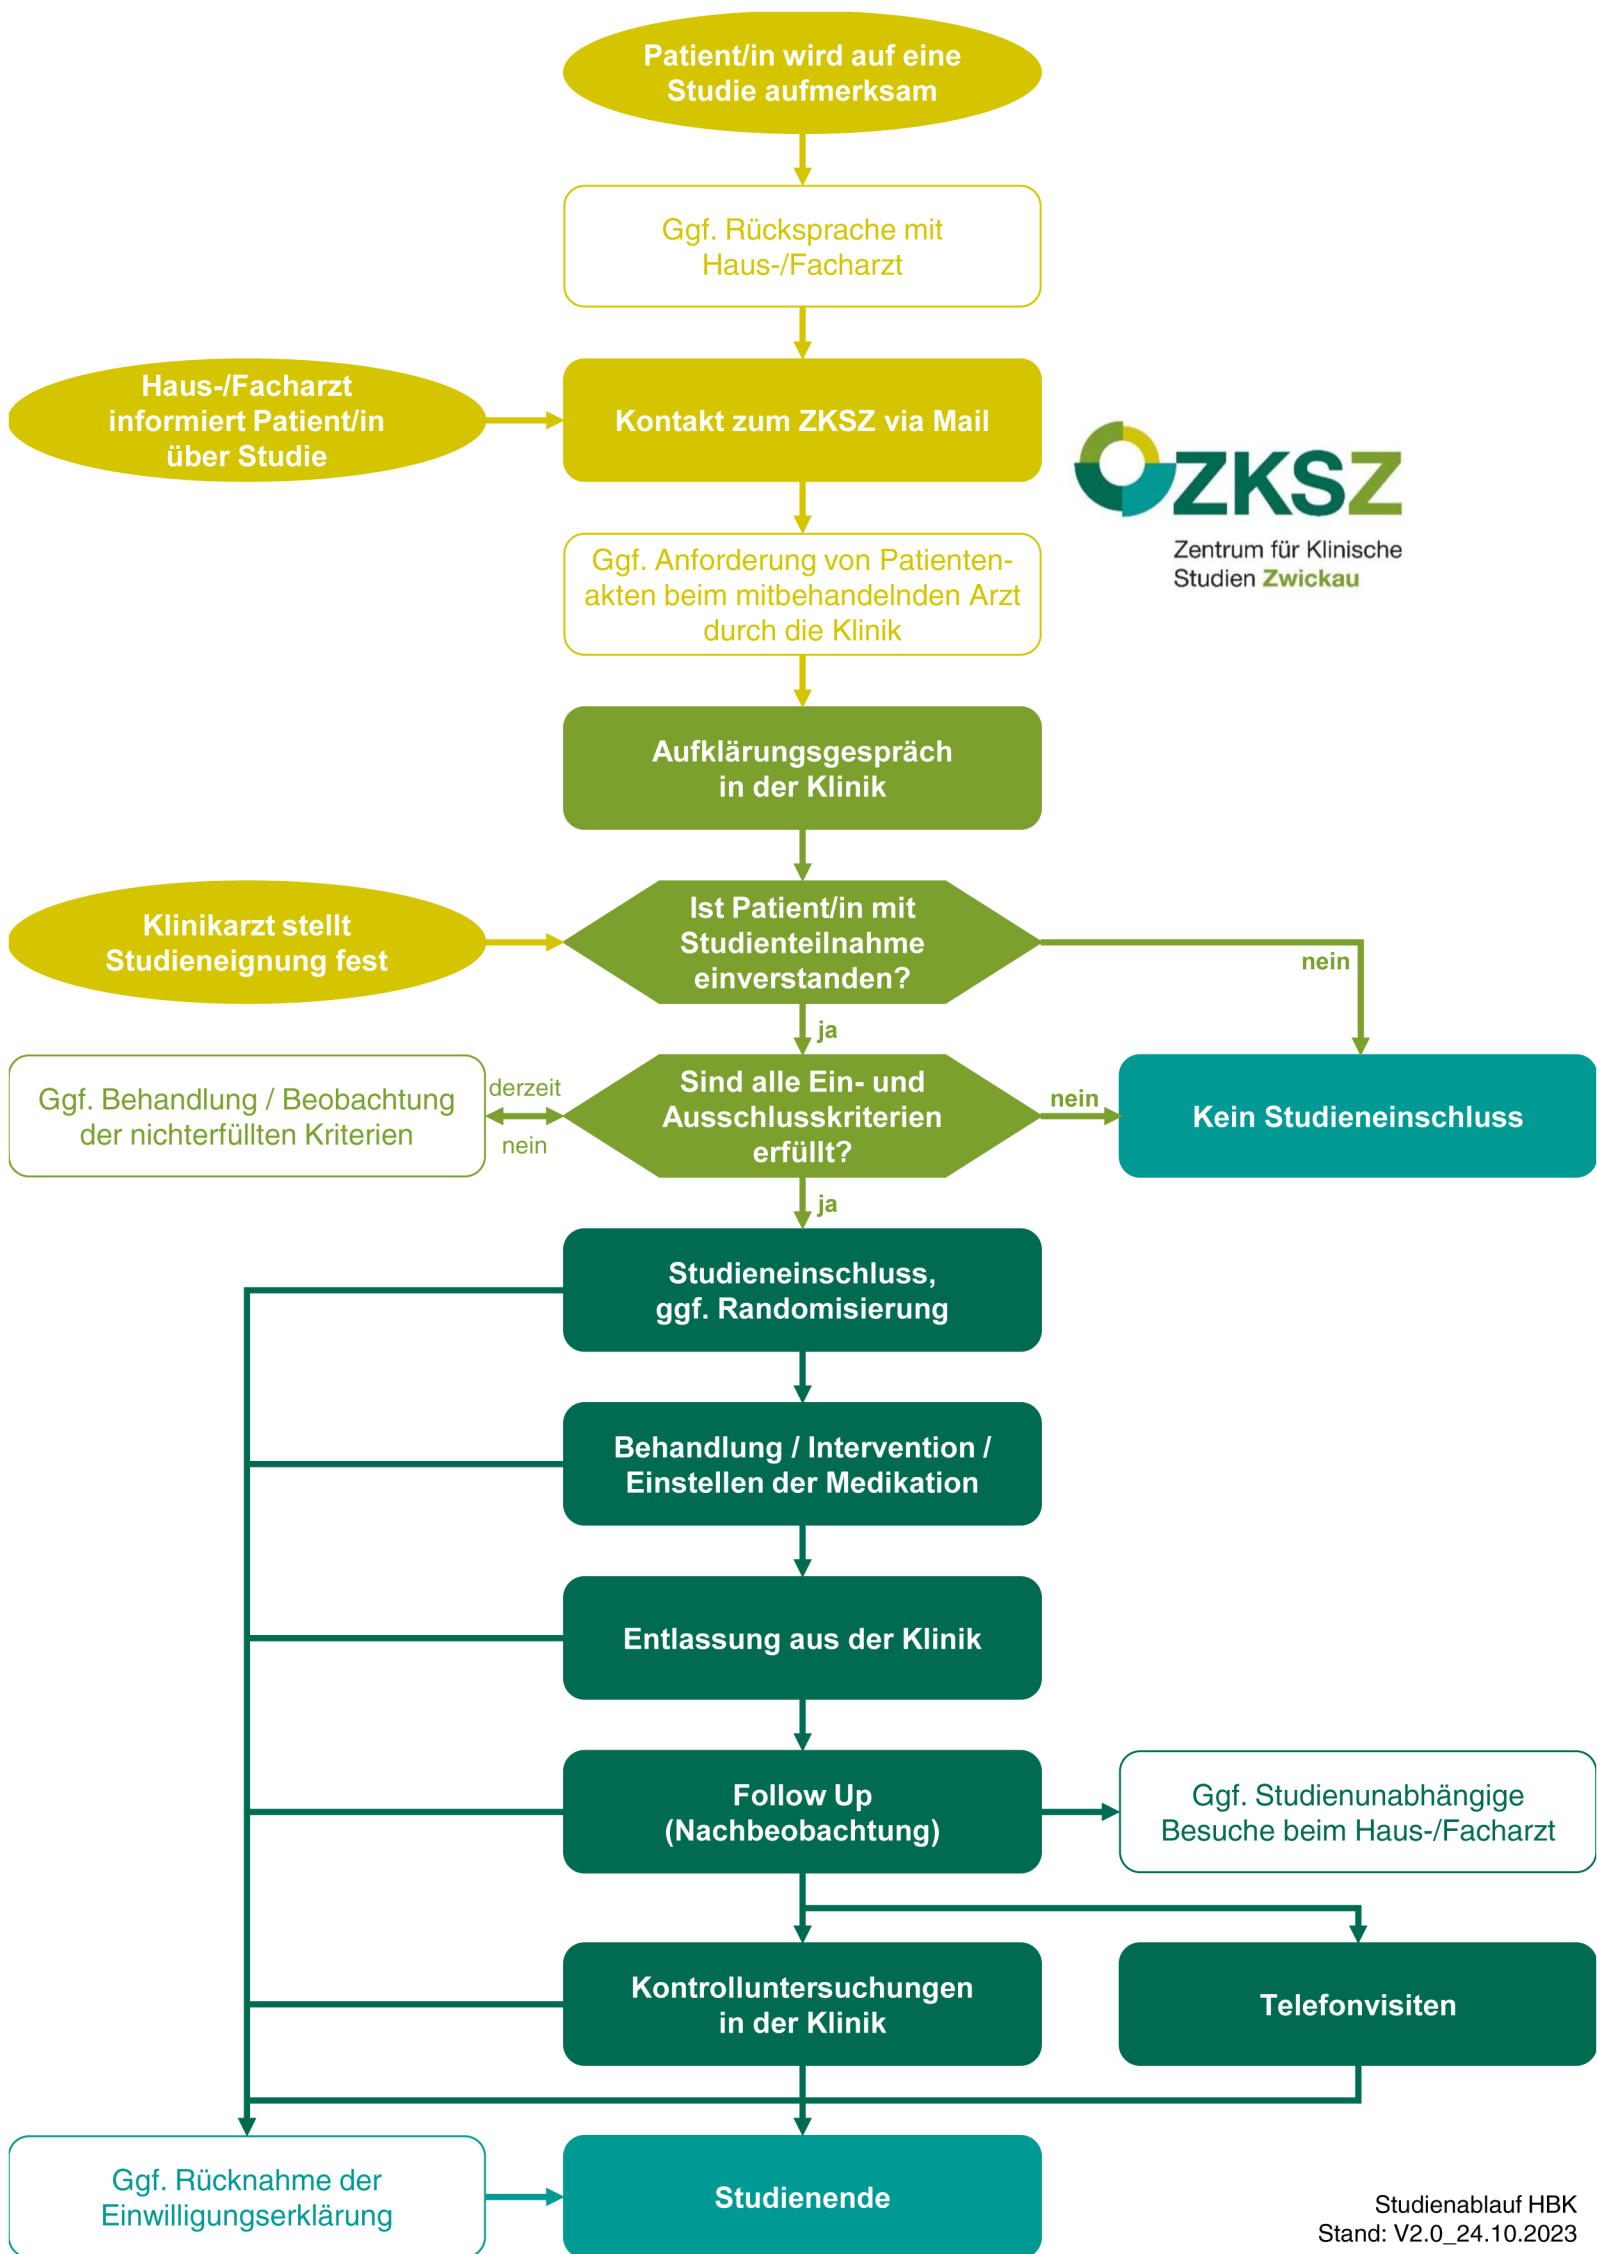 Patient/in wird auf eine
Studie aufmerksam
Ggf. Rücksprache mit
Haus-/Facharzt
Haus-/Facharzt
informiert Patient/in
über Studie
Kontakt zum ZKSZ via Mail
ZKSZ
Zentrum für Klinische
Studien Zwickau
Ggf. Anforderung von Patienten-
akten beim mitbehandelnden Arzt
durch die Klinik
Aufklärungsgespräch
in der Klinik
Klinikarzt stellt
Studieneignung fest
Ist Patient/in mit
Studienteilnahme
einverstanden?
nein
ja
Ggf. Behandlung / Beobachtung
der nichterfüllten Kriterien
derzeit
nein
Sind alle Ein- und
Ausschlusskriterien
erfüllt?
nein
Kein Studieneinschluss
ja
Studieneinschluss,
ggf. Randomisierung
Behandlung / Intervention /
Einstellen der Medikation
Entlassung aus der Klinik
Follow Up
(Nachbeobachtung)
Ggf. Studienunabhängige
Besuche beim Haus-/Facharzt
Kontrolluntersuchungen
in der Klinik
Telefonvisiten
Ggf. Rücknahme der
Einwilligungserklärung
Studienende
Studienablauf HBK
Stand: V2.0_24.10.2023